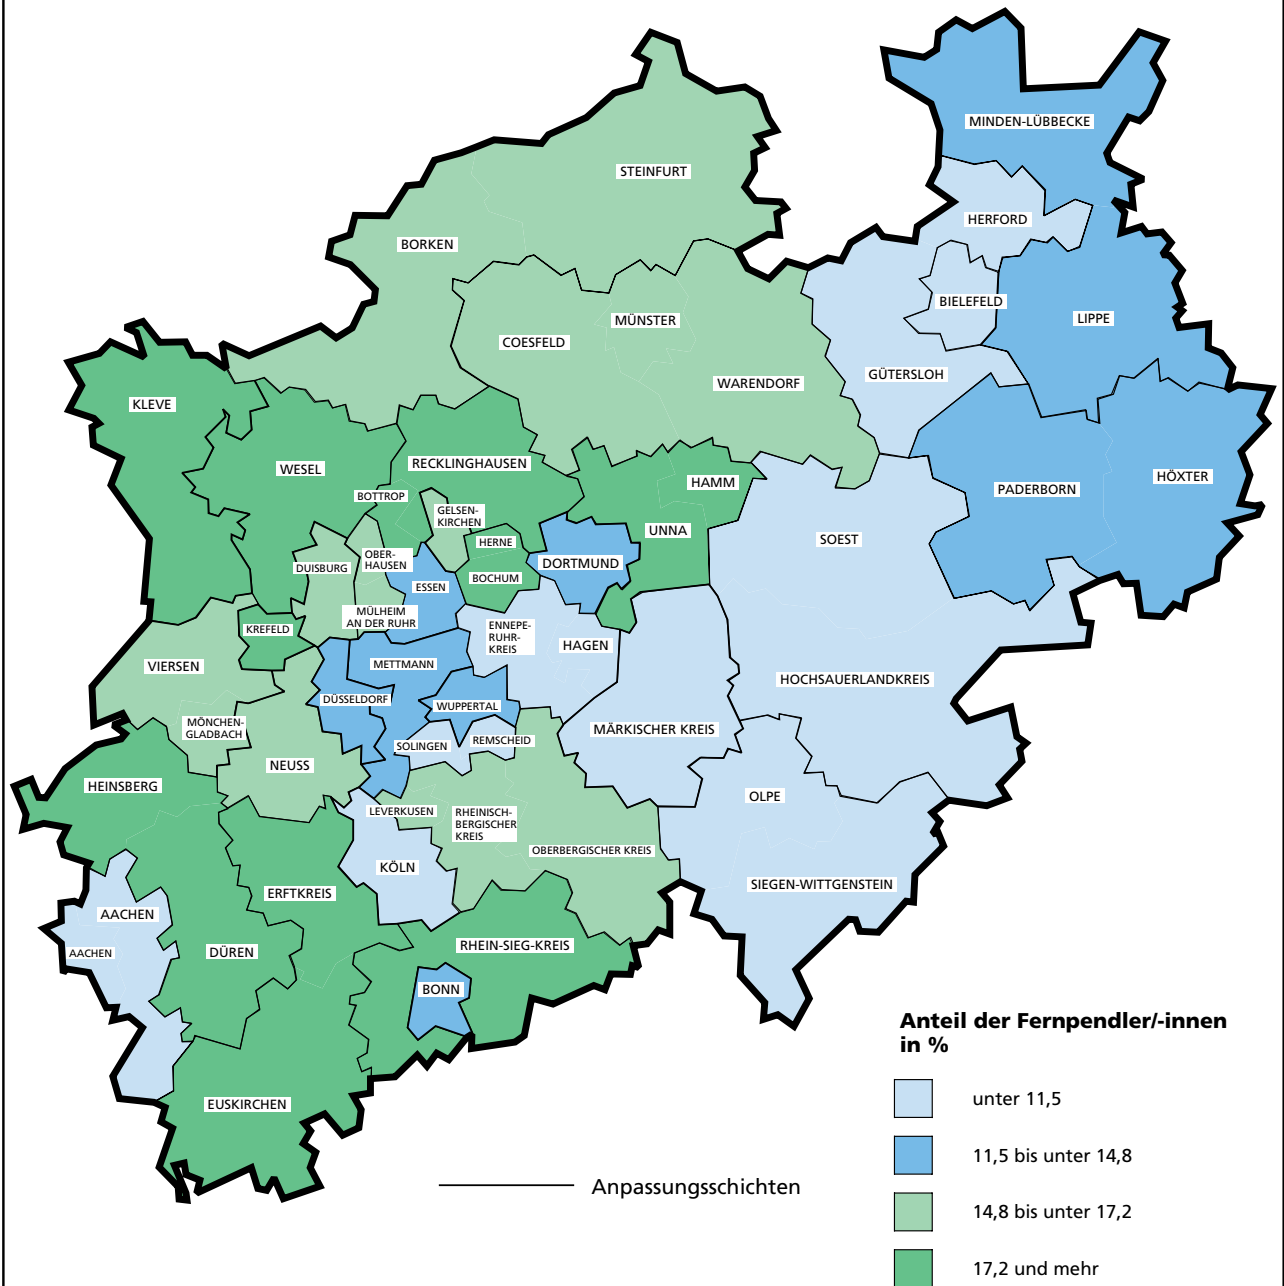 MINDEN-LÜBBECKE
STEINFURT
HERFORD
BORKEN
BIELEFELD
LIPPE
MÜNSTER
COESFELD
GÜTERSLOH
WARENDORF
KLEVE
RECKLINGHAUSEN
WESEL
HÖXTER
HAMM
PADERBORN
BOTTROP
GELSEN-
KIRCHEN
UNNA
SOEST
HERNE
OBER-
HAUSEN
DORTMUND
DUISBURG
BOCHUM
ESSEN
MÜLHEIM
AN DER RUHR
KREFELD
ENNEPE-
RUHR-
KREIS
HAGEN
METTMANN
VIERSEN
HOCHSAUERLANDKREIS
DÜSSELDORF
WUPPERTAL
MÖNCHEN-
GLADBACH
MÄRKISCHER KREIS
SOLINGEN
REMSCHEID
NEUSS
HEINSBERG
OLPE
LEVERKUSEN
RHEINISCH-
BERGISCHER
KREIS
OBERBERGISCHER KREIS
KÖLN
SIEGEN-WITTGENSTEIN
ERFTKREIS
AACHEN
RHEIN-SIEG-KREIS
DÜREN
AACHEN
BONN
EUSKIRCHEN
Anteil der Fernpendler/-innen
in %
unter 11,5
11,5 bis unter 14,8
14,8 bis unter 17,2
17,2 und mehr
Anpassungsschichten